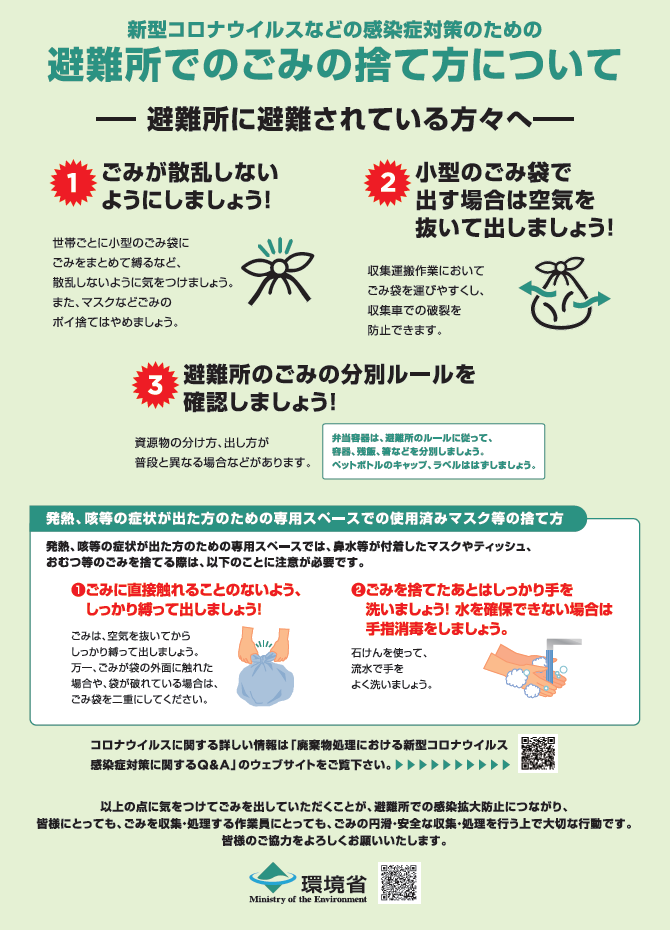 新型コロナウイルスなどの感染症対策のための
避難所でのごみの捨て方について
避難所に避難されている方々へ
1 ごみが散乱しない
ようにしましょう!
世帯ごとに小型のごみ袋に
ごみをまとめて縛るなど、
散乱しないように気をつけましょう。
また、マスクなどごみの
ポイ捨てはやめましょう。
2 小型のごみ袋で
出す場合は空気を
抜いて出しましょう!
収集運搬作業において
ごみ袋を運びやすくし、
収集車での破裂を
防止できます。
3 避難所のごみの分別ルールを
確認しましょう!
資源物の分け方、出し方が
普段と異なる場合などがあります。
弁当容器は、避難所のルールに従って、
容器、残飯、箸などを分別しましょう。
ペットボトルのキャップ、ラベルははずしましょう。
発熱、咳等の症状が出た方のための専用スペースでの使用済みマスク等の捨て方
発熱、咳等の症状が出た方のための専用スペースでは、鼻水等が付着したマスクやティッシュ、
おむつ等のごみを捨てる際は、以下のことに注意が必要です。
❶ごみに直接触れることのないよう、
しっかり縛って出しましょう!
ごみは、空気を抜いてから
しっかり縛って出しましょう。
万一、ごみが袋の外面に触れた
場合や、袋が破れている場合は、
ごみ袋を二重にしてください。
❷ごみを捨てたあとはしっかり手を
洗いましょう! 水を確保できない場合は
手指消毒をしましょう。
石けんを使って、
流水で手を
よく洗いましょう。
コロナウイルスに関する詳しい情報は「廃棄物処理における新型コロナウイルス
感染症対策に関するQ&A」のウェブサイトをご覧下さい。▶▶▶▶▶▶▶▶▶▶
以上の点に気をつけてごみを出していただくことが、避難所での感染拡大防止につながり、
皆様にとっても、ごみを収集・処理する作業員にとっても、ごみの円滑・安全な収集・処理を行う上で大切な行動です。
皆様のご協力をよろしくお願いいたします。
環境省
Ministry of the Environment